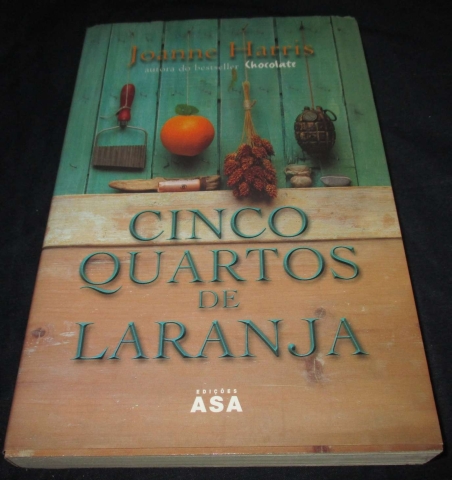 Joanne Harris
autora do bestseller Chocolate
CINCO
QUARTOS
DE
LARANJA
EDIÇÕES
ASA